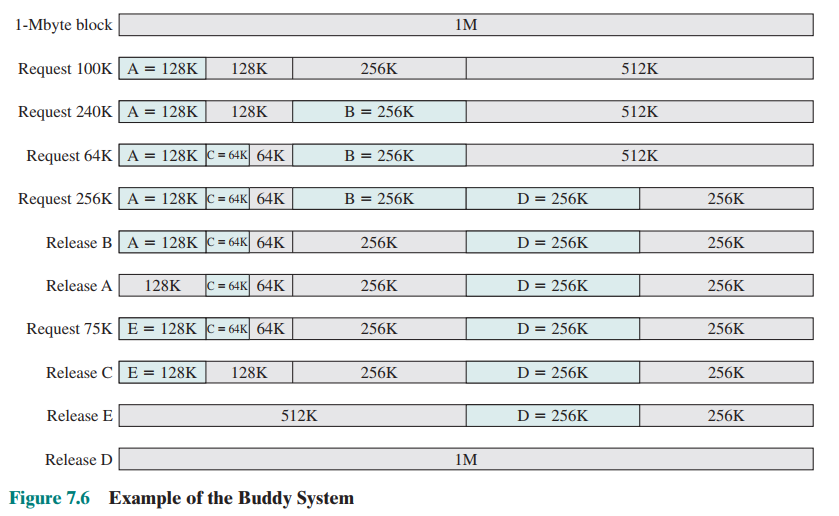 1-Mbyte block 1M
Request 100K A = 128K 128K 256K 512K
Request 240K A = 128K 128K B = 256K 512K
Request 64K A = 128K C = 64K 64K B = 256K 512K
Request 256K A = 128K C = 64K 64K B = 256K D = 256K 256K
Release B A = 128K C = 64K 64K 256K D = 256K 256K
Release A 128K C = 64K 64K 256K D = 256K 256K
Request 75K E = 128K C = 64K 64K 256K D = 256K 256K
Release C E = 128K 128K 256K D = 256K 256K
Release E 512K D = 256K 256K
Release D 1M
Figure 7.6 Example of the Buddy System